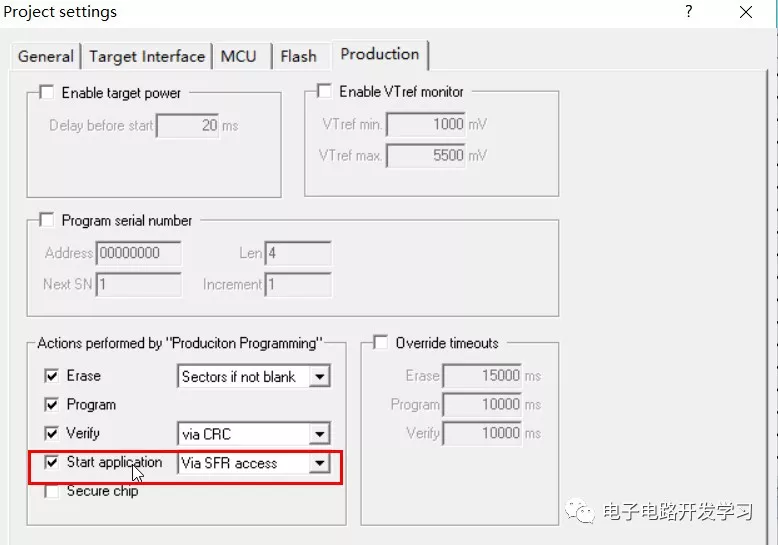 Project settings
General Target Interface MCU Flash Production
Enable target power
Delay before start 20 ms
Enable VTref monitor
VTref min. 1000 mV
VTref max. 5500 mV
Program serial number
Address 00000000 Len 4
Next SN 1 Increment 1
Actions performed by "Produciton Programming"
Erase Sectors if not blank
Program
Verify via CRC
Start application Via SFR access
Secure chip
Override timeouts
Erase 15000 ms
Program 10000 ms
Verify 10000 ms
电子电路开发学习